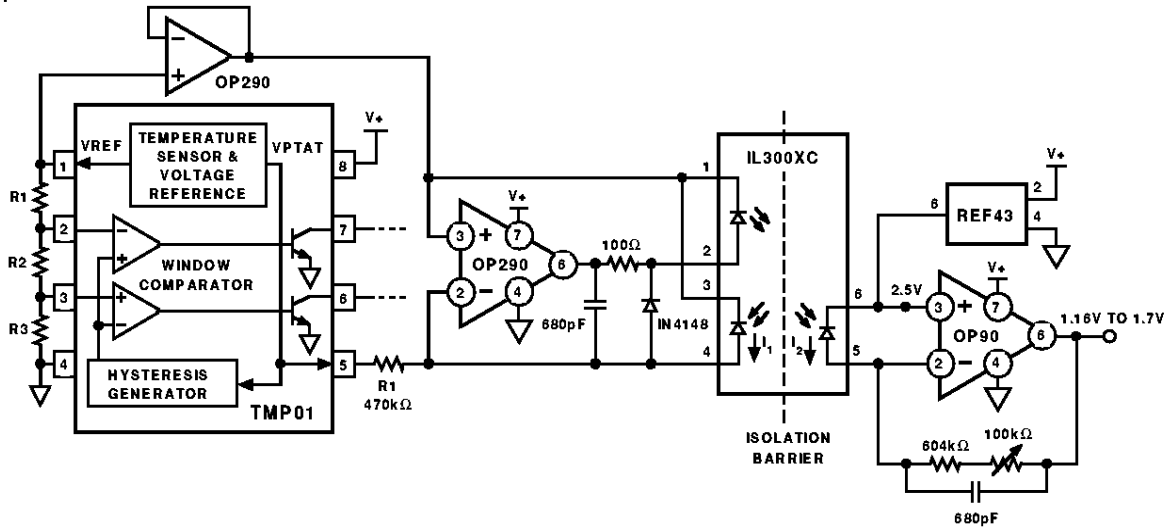 OP290
VREF
TEMPERATURE
SENSOR &
VOLTAGE
REFERENCE
VPTAT
1
8
V+
R1
2
7
R2
WINDOW
COMPARATOR
3
6
R3
4
5
HYSTERESIS
GENERATOR
TMP01
R1
470kΩ
V+
3
+
7
OP290
6
2
−
4
100Ω
680pF
IN4148
IL300XC
1
2
3
4
I1
I2
6
5
ISOLATION
BARRIER
V+
6
REF43
2
4
V+
2.5V
3
+
7
OP90
6
2
−
4
1.16V TO 1.7V
604kΩ
100kΩ
680pF